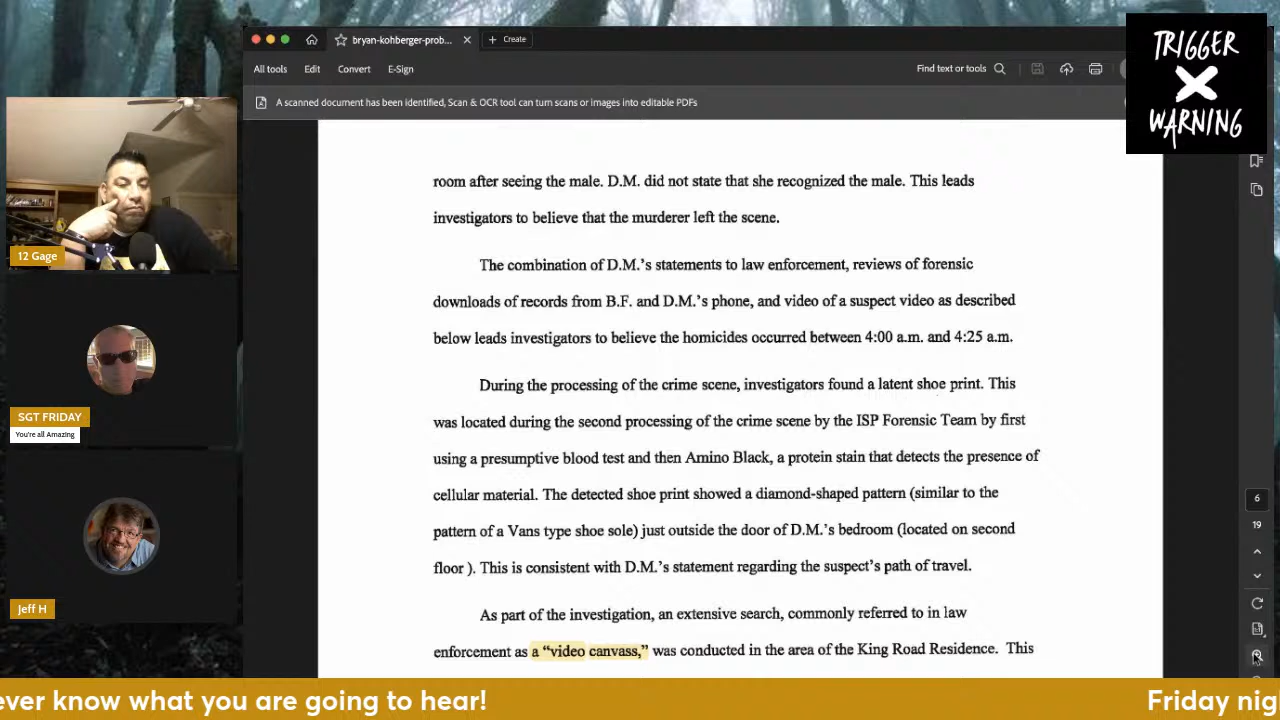 bryan-kohberger-prob...
Create
All tools
Edit
Convert
E-Sign
Find text or tools
A scanned document has been identified, Scan & OCR tool can turn scans or images into editable PDFs
TRIGGER
X
WARNING
room after seeing the male. D.M. did not state that she recognized the male. This leads
investigators to believe that the murderer left the scene.
The combination of D.M.'s statements to law enforcement, reviews of forensic
downloads of records from B.F. and D.M.'s phone, and video of a suspect video as described
below leads investigators to believe the homicides occurred between 4:00 a.m. and 4:25 a.m.
During the processing of the crime scene, investigators found a latent shoe print. This
was located during the second processing of the crime scene by the ISP Forensic Team by first
using a presumptive blood test and then Amino Black, a protein stain that detects the presence of
cellular material. The detected shoe print showed a diamond-shaped pattern (similar to the
pattern of a Vans type shoe sole) just outside the door of D.M.'s bedroom (located on second
floor ). This is consistent with D.M.'s statement regarding the suspect's path of travel.
As part of the investigation, an extensive search, commonly referred to in law
enforcement as a “video canvass,” was conducted in the area of the King Road Residence. This
12 Gage
SGT FRIDAY
You're all Amazing
Jeff H
6
19
ever know what you are going to hear!
Friday nig